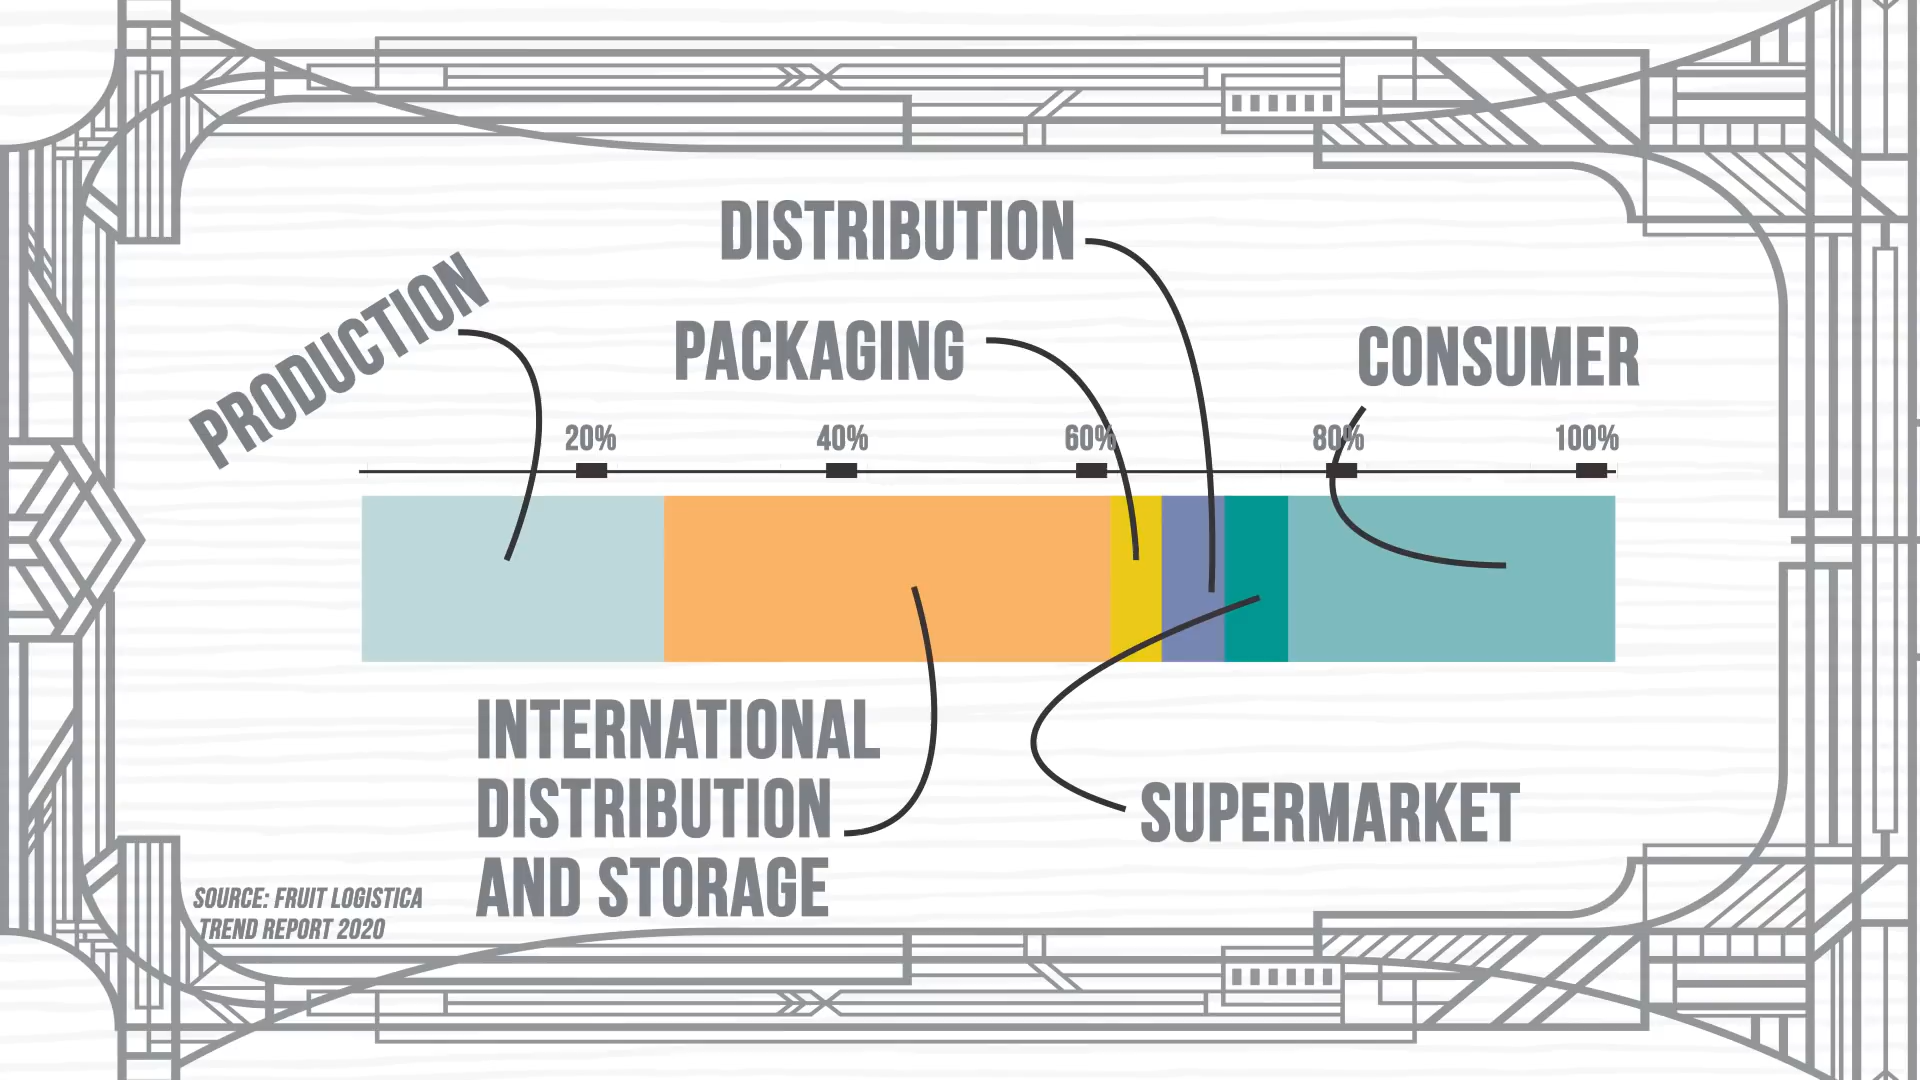 DISTRIBUTION
PRODUCTION
PACKAGING
CONSUMER
20%
40%
60%
80%
100%
INTERNATIONAL
DISTRIBUTION
AND STORAGE
SUPERMARKET
SOURCE: FRUIT LOGISTICA
TREND REPORT 2020